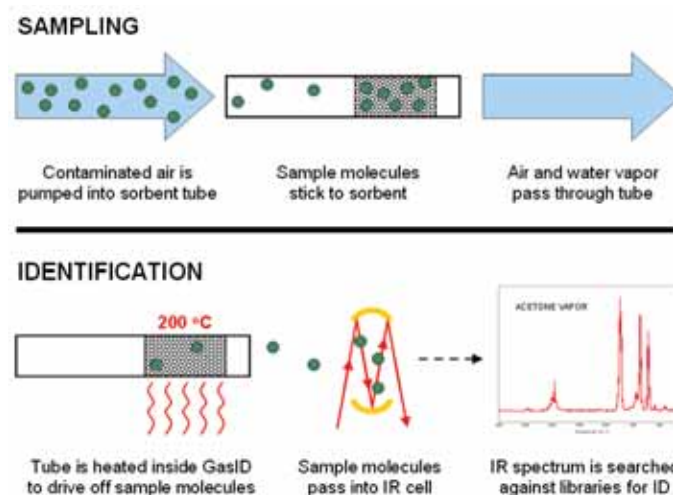 SAMPLING
Contaminated air is
pumped into sorbent tube
Sample molecules
stick to sorbent
Air and water vapor
pass through tube
IDENTIFICATION
200 °C
ACETONE VAPOR
Tube is heated inside GasID
to drive off sample molecules
Sample molecules
pass into IR cell
IR spectrum is searched
against libraries for ID